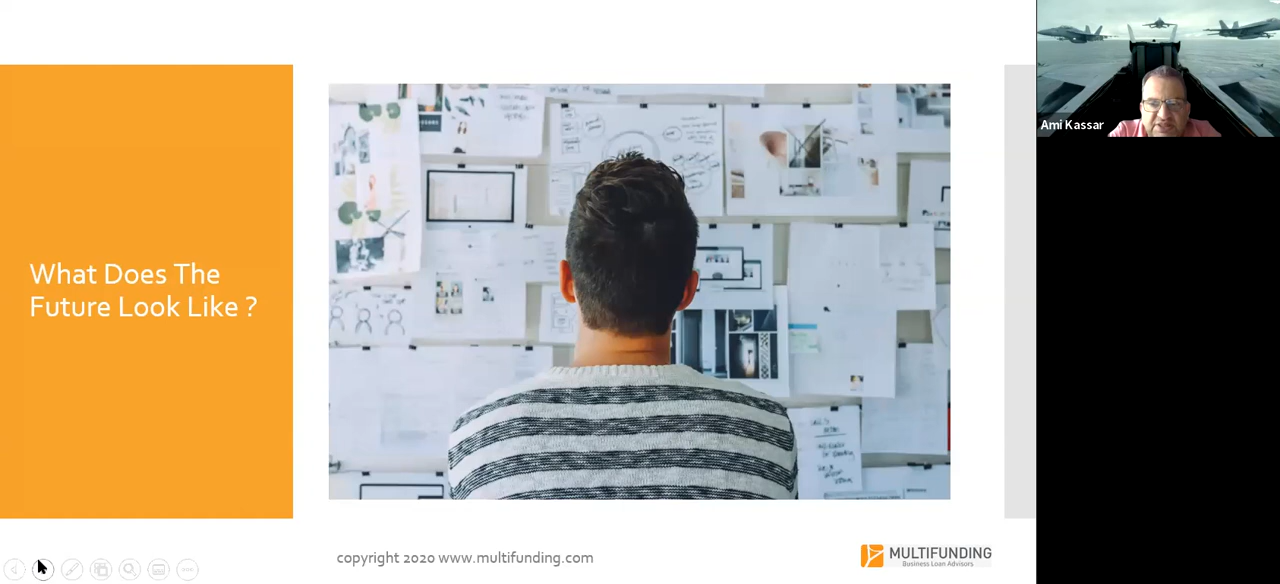 What Does The
Future Look Like ?
Ami Kassar
copyright 2020 www.multifunding.com
MULTIFUNDING
Business Loan Advisors